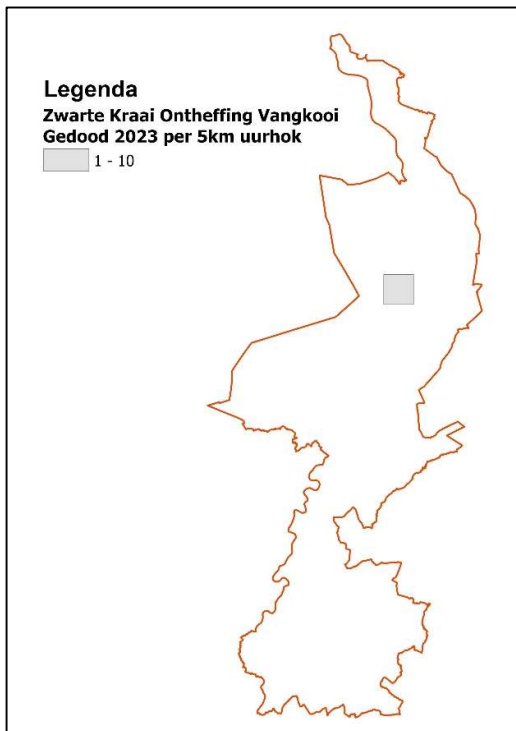 Legenda
Zwarte Kraai Ontheffing Vangkooi
Gedood 2023 per 5km uurhok
1 - 10